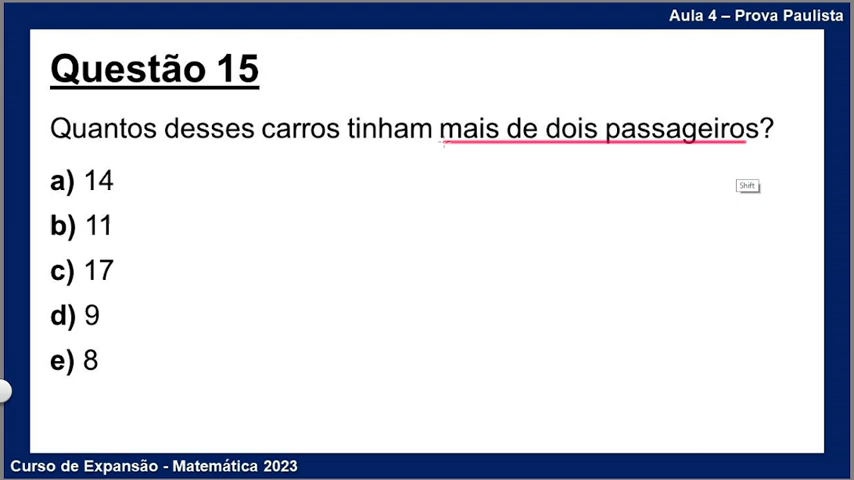 Aula 4 – Prova Paulista
Questão 15
Quantos desses carros tinham mais de dois passageiros?
a) 14
b) 11
c) 17
d) 9
e) 8
Shift
Curso de Expansão - Matemática 2023